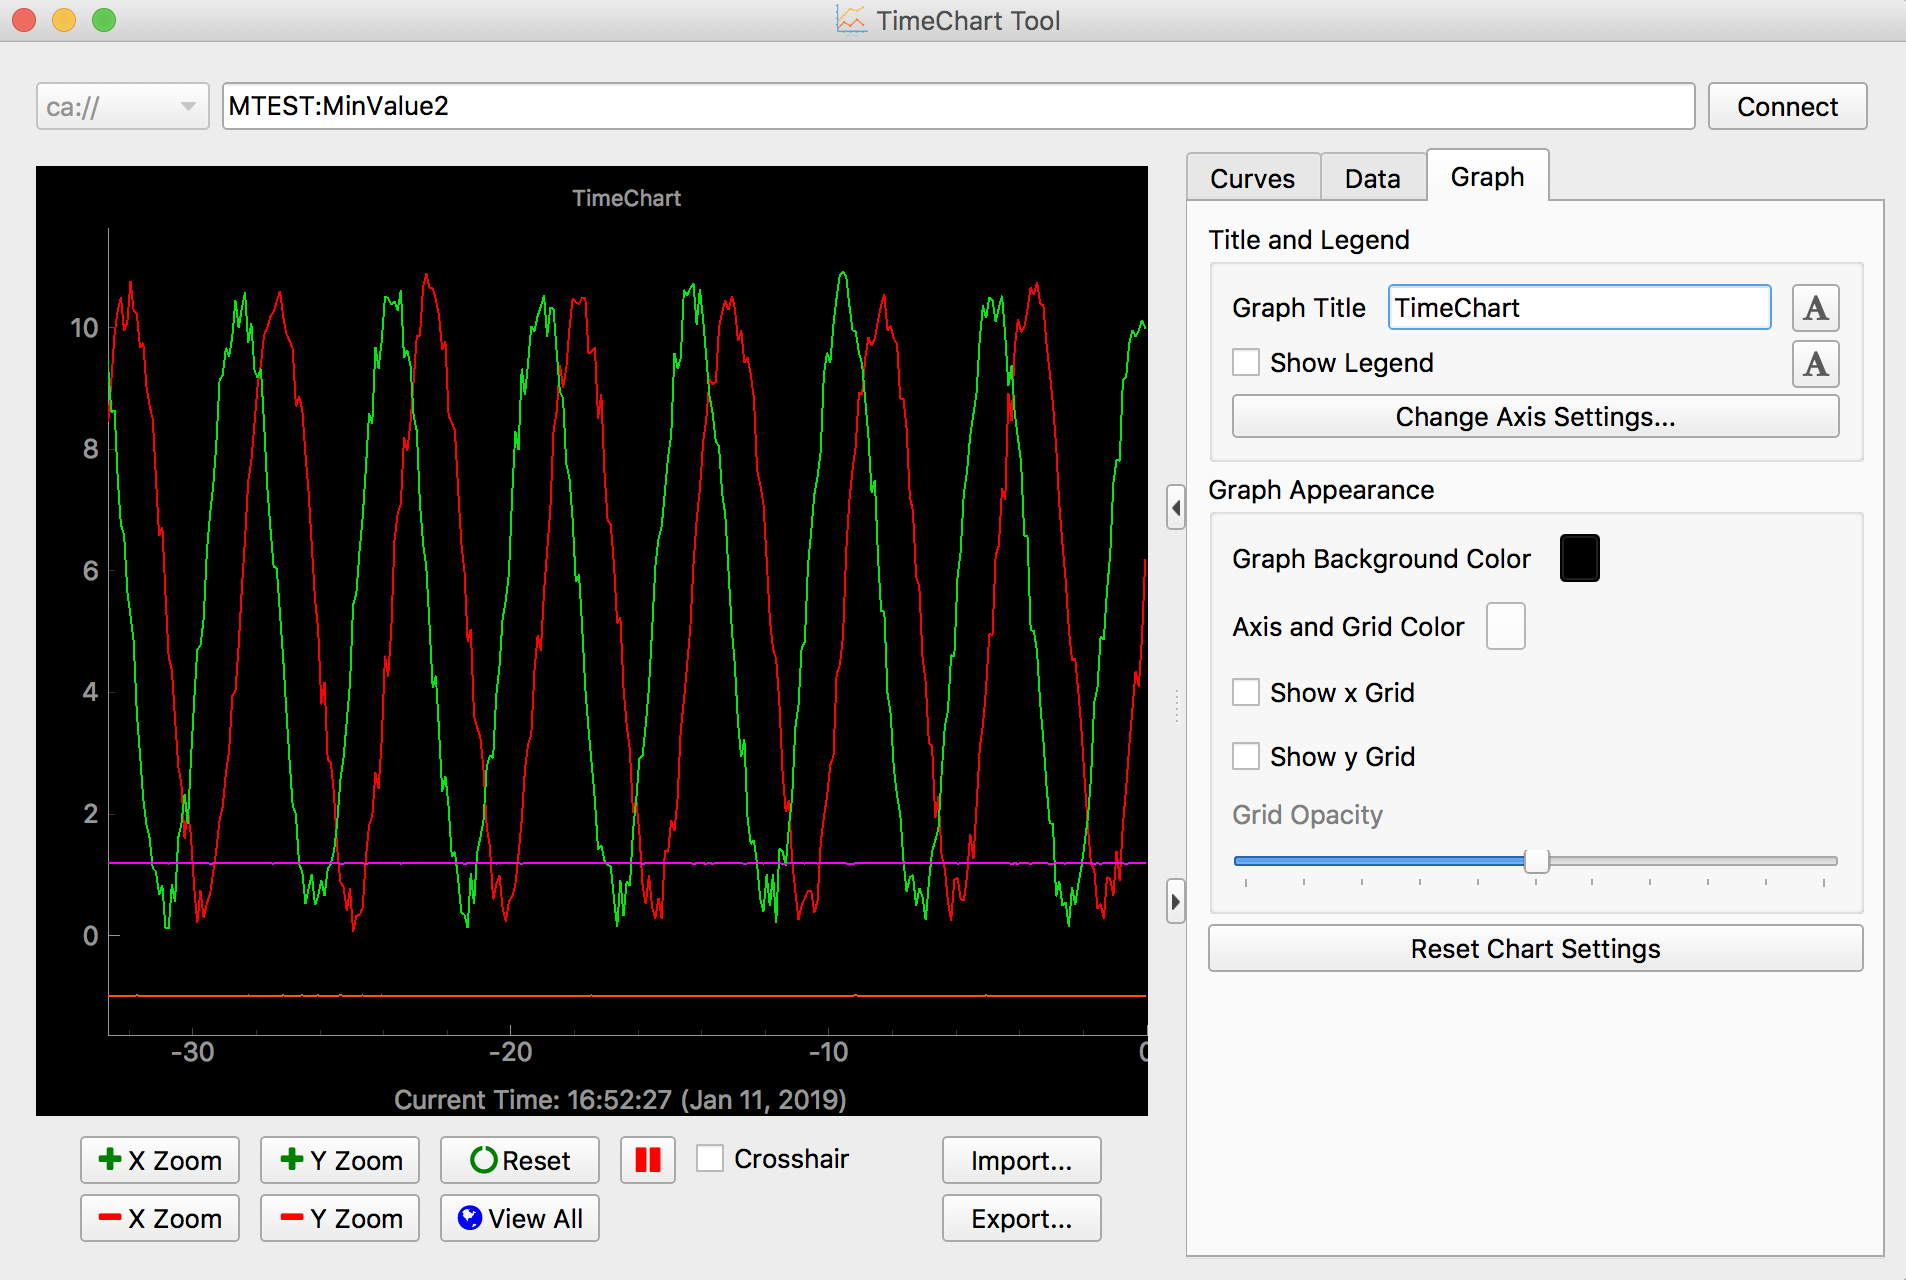 TimeChart Tool
ca://
MTEST:MinValue2
Connect
TimeChart
10
8
6
4
2
0
-30
-20
-10
0
Current Time: 16:52:27 (Jan 11, 2019)
X Zoom
Y Zoom
Reset
Crosshair
Import...
X Zoom
Y Zoom
View All
Export...
Curves
Data
Graph
Title and Legend
Graph Title
TimeChart
A
Show Legend
A
Change Axis Settings...
Graph Appearance
Graph Background Color
Axis and Grid Color
Show x Grid
Show y Grid
Grid Opacity
Reset Chart Settings